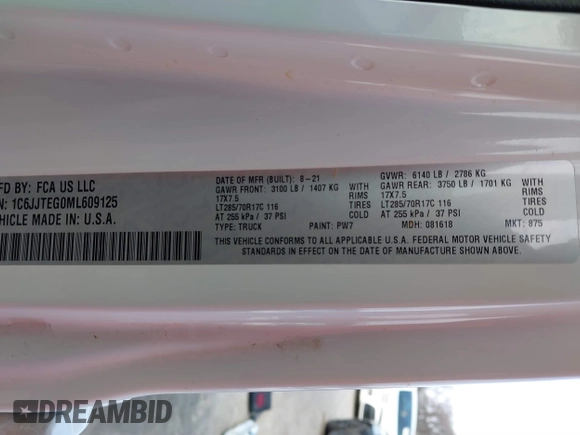 FD BY: FCA US LLC
N: 1C6JJTEG0ML609125
VEHICLE MADE IN U.S.A.
DATE OF MFR (BUILT): 8-21
GAWR FRONT: 3100 LB / 1407 KG WITH
17X7.5 RIMS
LT285/70R17C 116 TIRES
AT 255 kPa / 37 PSI COLD
TYPE: TRUCK PAINT: PW7
GVWR: 6140 LB / 2786 KG
GAWR REAR: 3750 LB / 1701 KG WITH
17X7.5 RIMS
LT285/70R17C 116 TIRES
AT 255 kPa / 37 PSI COLD
MDH: 081618 MKT: 875
THIS VEHICLE CONFORMS TO ALL APPLICABLE U.S.A. FEDERAL MOTOR VEHICLE SAFETY
STANDARDS IN EFFECT ON THE DATE OF MANUFACTURE SHOWN ABOVE.
DREAMBID